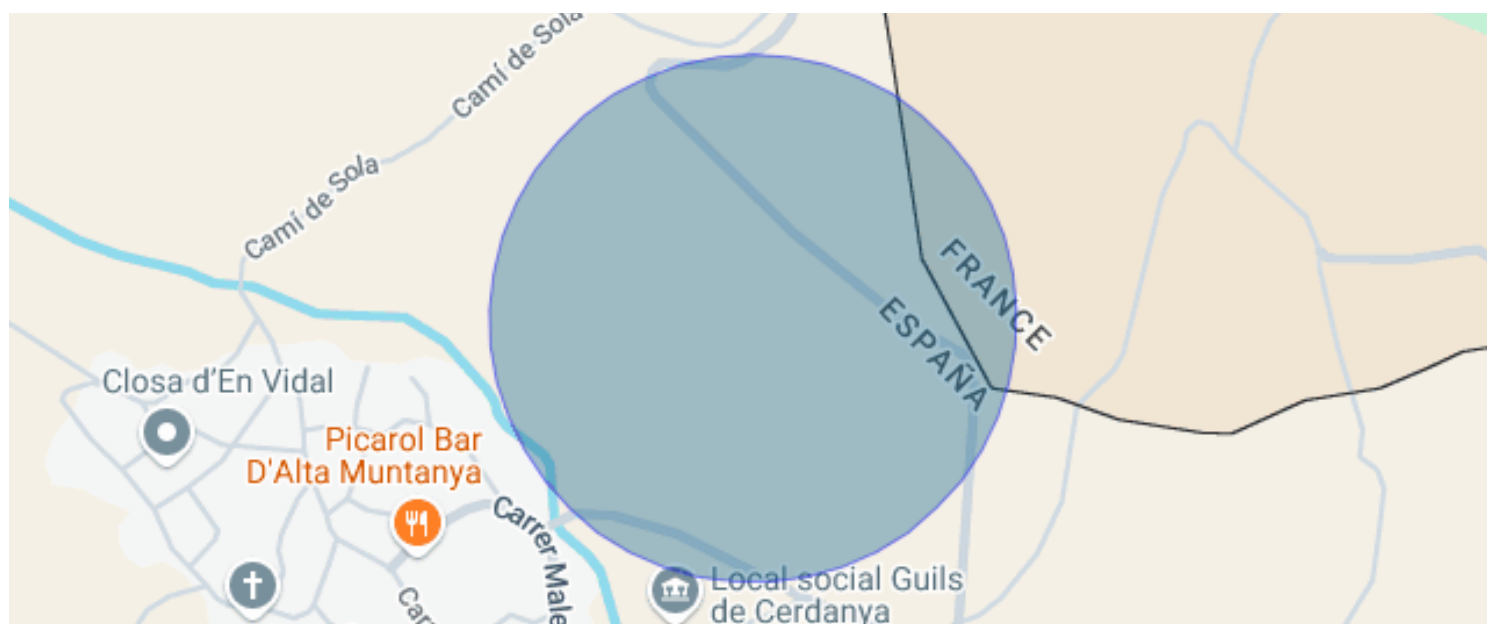 Camí de Sola
Camí de Sola
FRANCE
ESPAÑA
Closa d'En Vidal
Picarol Bar
D'Alta Muntanya
Carrer Male
Carr
Local social Guils
de Cerdanya